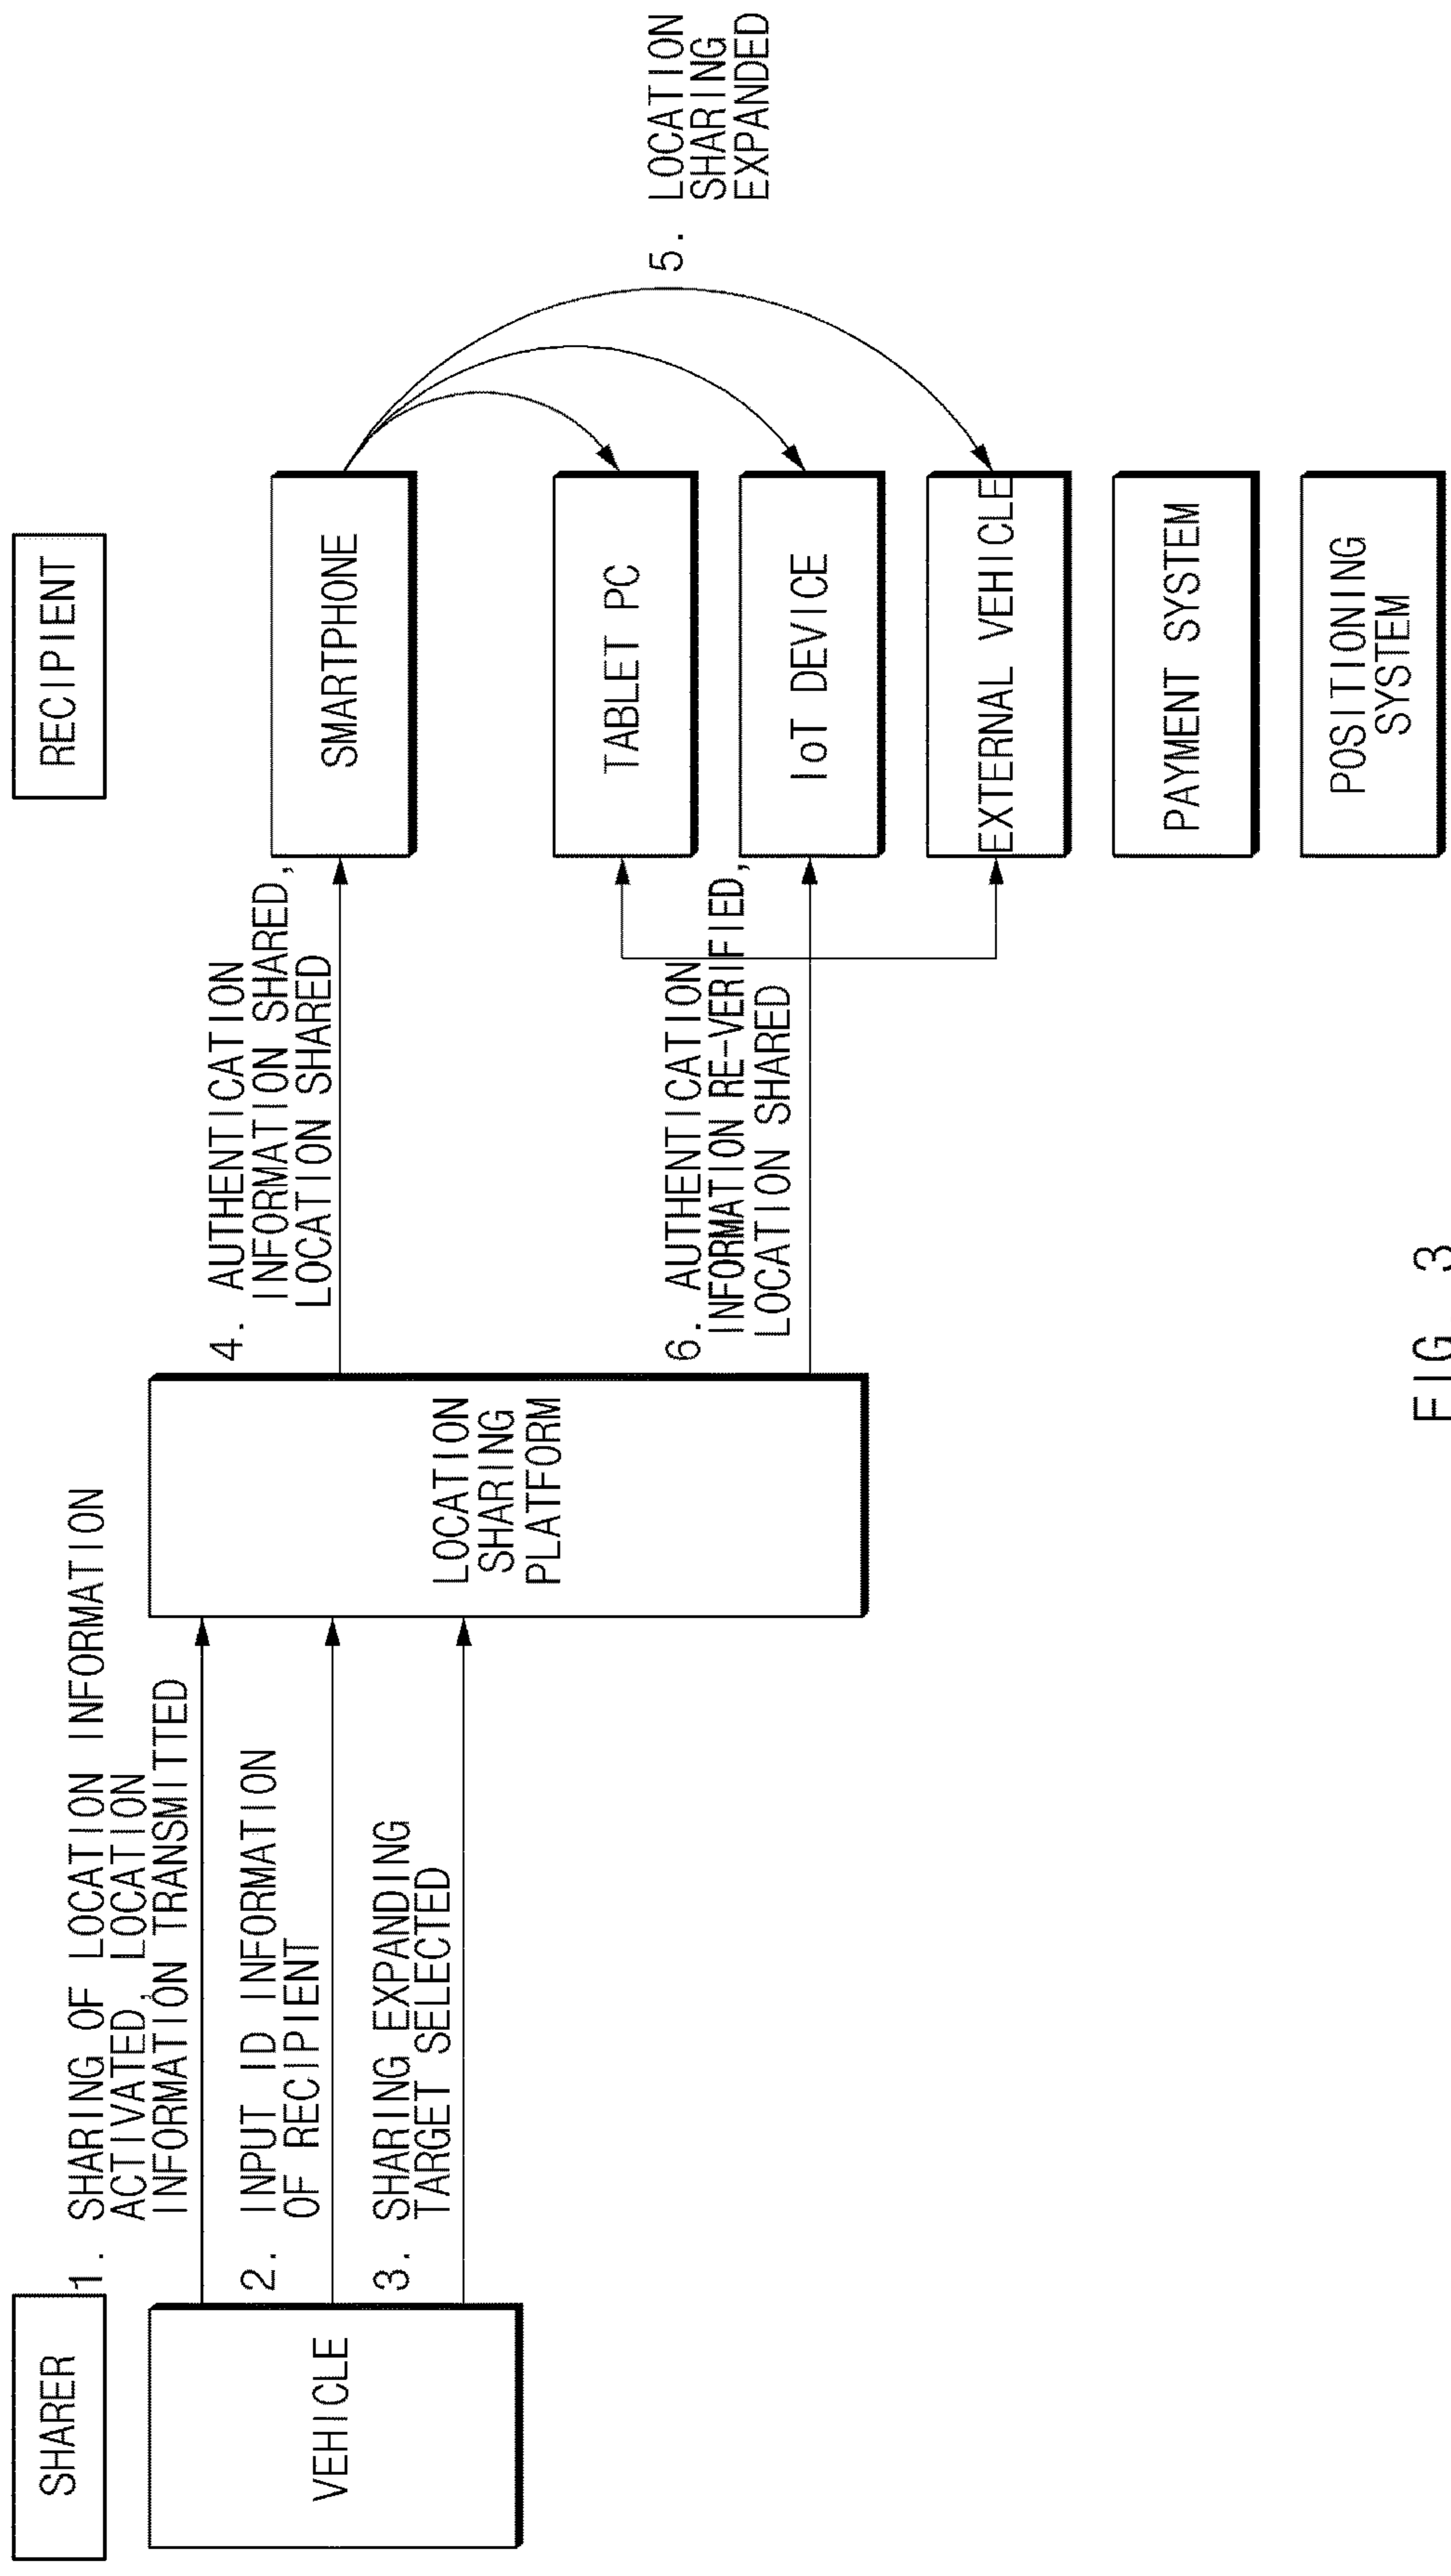 SHARER
RECIPIENT
1. SHARING OF LOCATION INFORMATION
ACTIVATED, LOCATION
INFORMATION TRANSMITTED
2. INPUT ID INFORMATION
OF RECIPIENT
3. SHARING EXPANDING
TARGET SELECTED
VEHICLE
LOCATION
SHARING
PLATFORM
4. AUTHENTICATION
INFORMATION SHARED,
LOCATION SHARED
6. AUTHENTICATION
INFORMATION RE-VERIFIED,
LOCATION SHARED
SMARTPHONE
TABLET PC
IoT DEVICE
EXTERNAL VEHICLE
PAYMENT SYSTEM
POSITIONING
SYSTEM
5. LOCATION
SHARING
EXPANDED
FIG 3